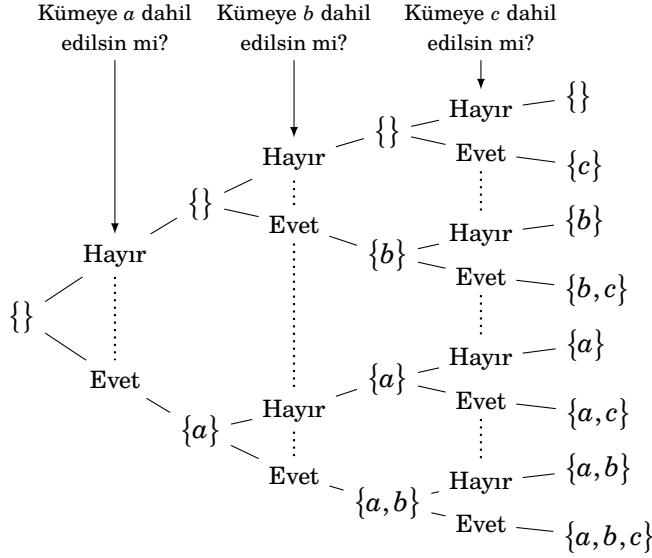 Kümeye a dahil edilsin mi?
Kümeye b dahil edilsin mi?
Kümeye c dahil edilsin mi?
{}
Hayır
Evet
{}
{a}
Hayır
Evet
Hayır
Evet
{}
{b}
{a}
{a,b}
Hayır
Evet
Hayır
Evet
Hayır
Evet
Hayır
Evet
{}
{c}
{b}
{b,c}
{a}
{a,c}
{a,b}
{a,b,c}